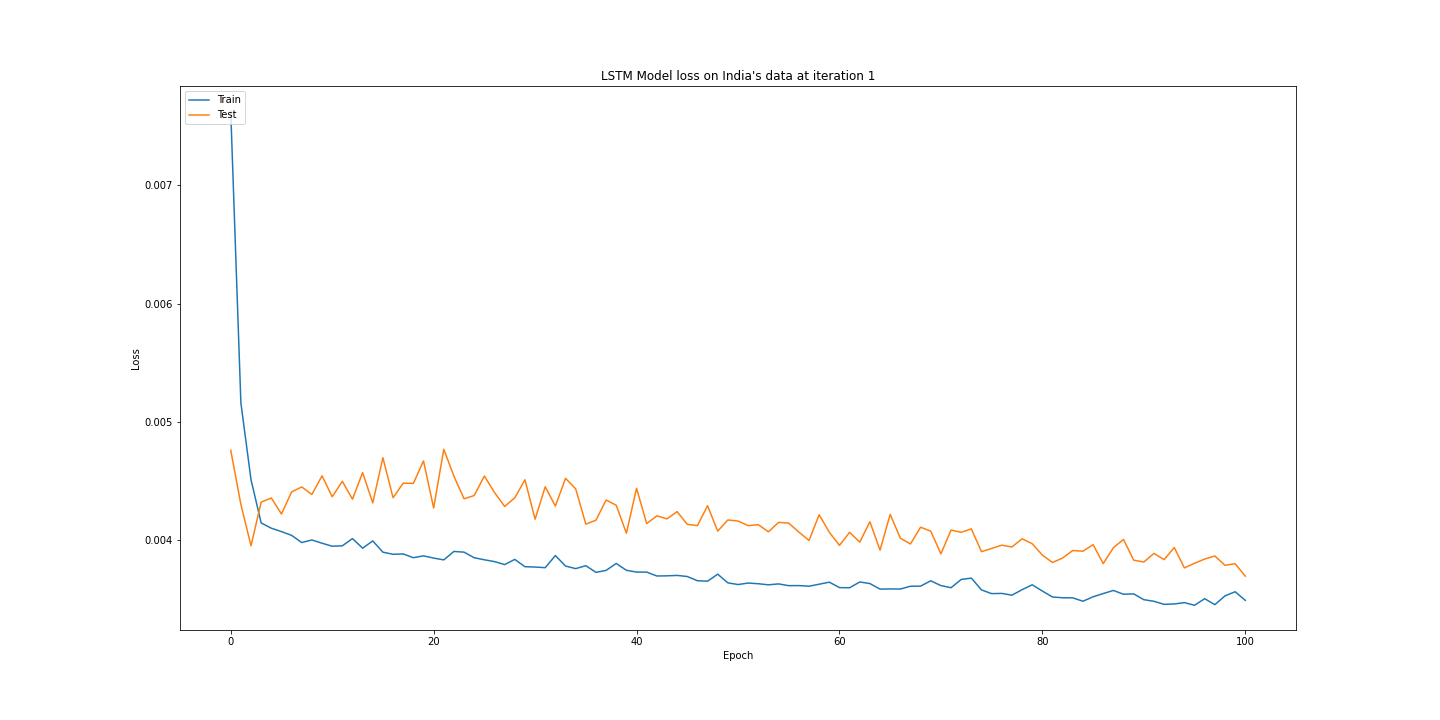 LSTM Model loss on India's data at iteration 1
Train
Test
0.007
0.006
0.005
0.004
Loss
0
20
40
60
80
100
Epoch